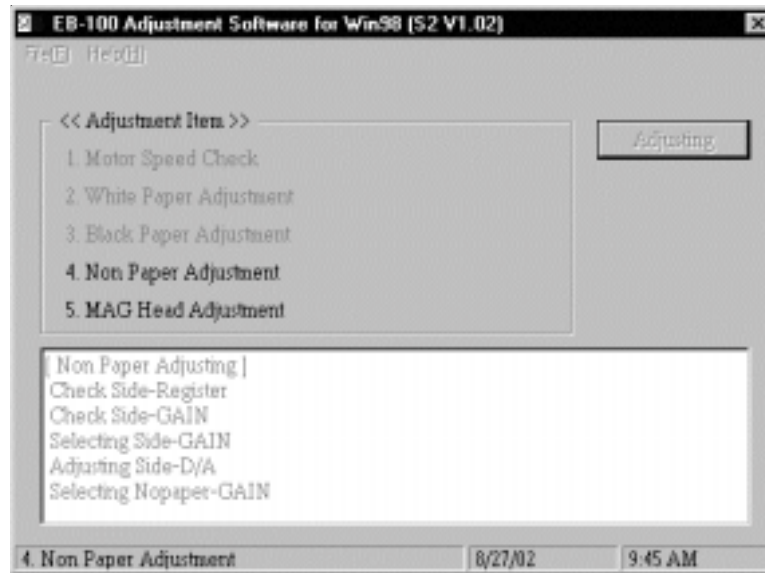 EB-100 Adjustment Software for Win98 (S2 V1.02)
File(F) Help(H)
<< Adjustment Item >>
Adjusting
1. Motor Speed Check
2. White Paper Adjustment
3. Black Paper Adjustment
4. Non Paper Adjustment
5. MAG Head Adjustment
[ Non Paper Adjusting ]
Check Side-Register
Check Side-GAIN
Selecting Side-GAIN
Adjusting Side-D/A
Selecting Nopaper-GAIN
4. Non Paper Adjustment 8/27/02 9:45 AM